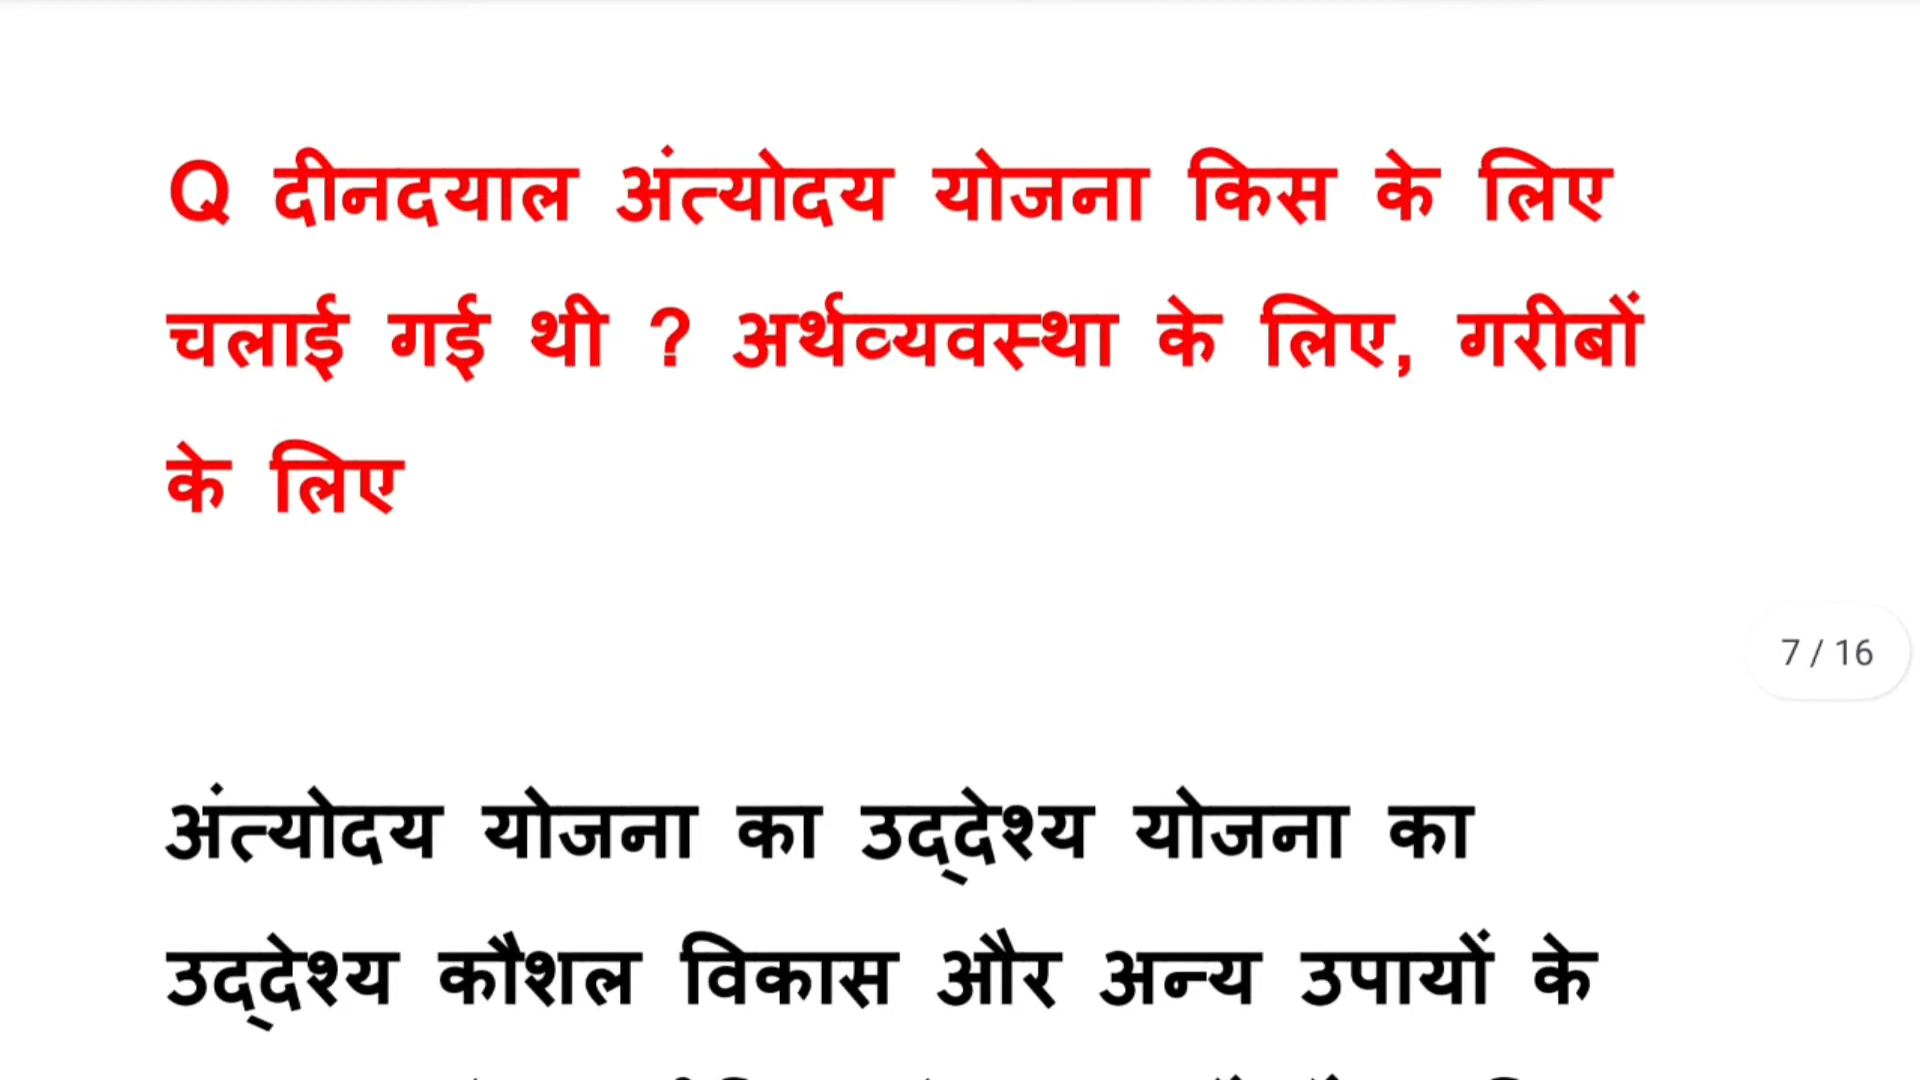 Q दीनदयाल अंत्योदय योजना किस के लिए
चलाई गई थी ? अर्थव्यवस्था के लिए, गरीबों
के लिए
7 / 16
अंत्योदय योजना का उद्देश्य योजना का
उद्देश्य कौशल विकास और अन्य उपायों के